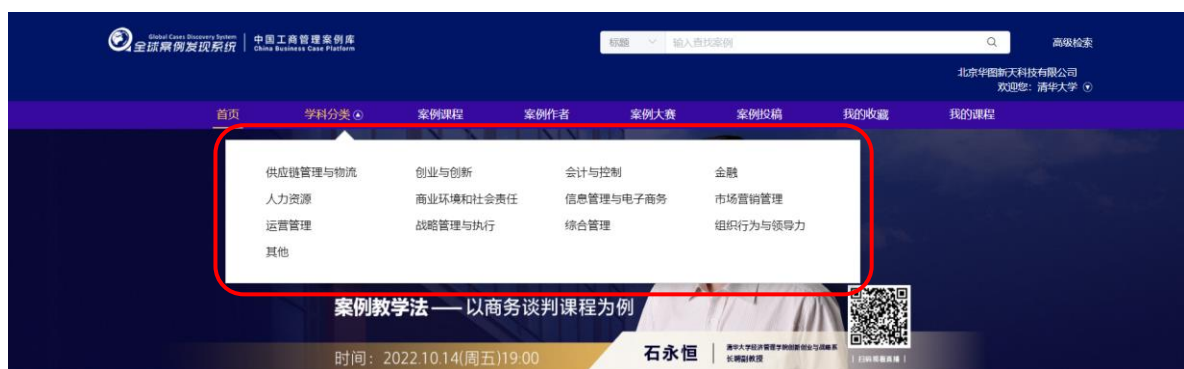 Global Cases Discovery System
全球案例发现系统
中国工商管理案例库
China Business Case Platform
标题 输入查找案例 高级检索
北京华图新天科技有限公司
欢迎您：清华大学
首页 学科分类 案例课程 案例作者 案例大赛 案例投稿 我的收藏 我的课程
供应链管理与物流 创业与创新 会计与控制 金融
人力资源 商业环境和社会责任 信息管理与电子商务 市场营销管理
运营管理 战略管理与执行 综合管理 组织行为与领导力
其他
案例教学法——以商务谈判课程为例
时间：2022.10.14(周五)19:00
石永恒
清华大学经济管理学院创新创业与战略系
长聘副教授
扫码观看直播